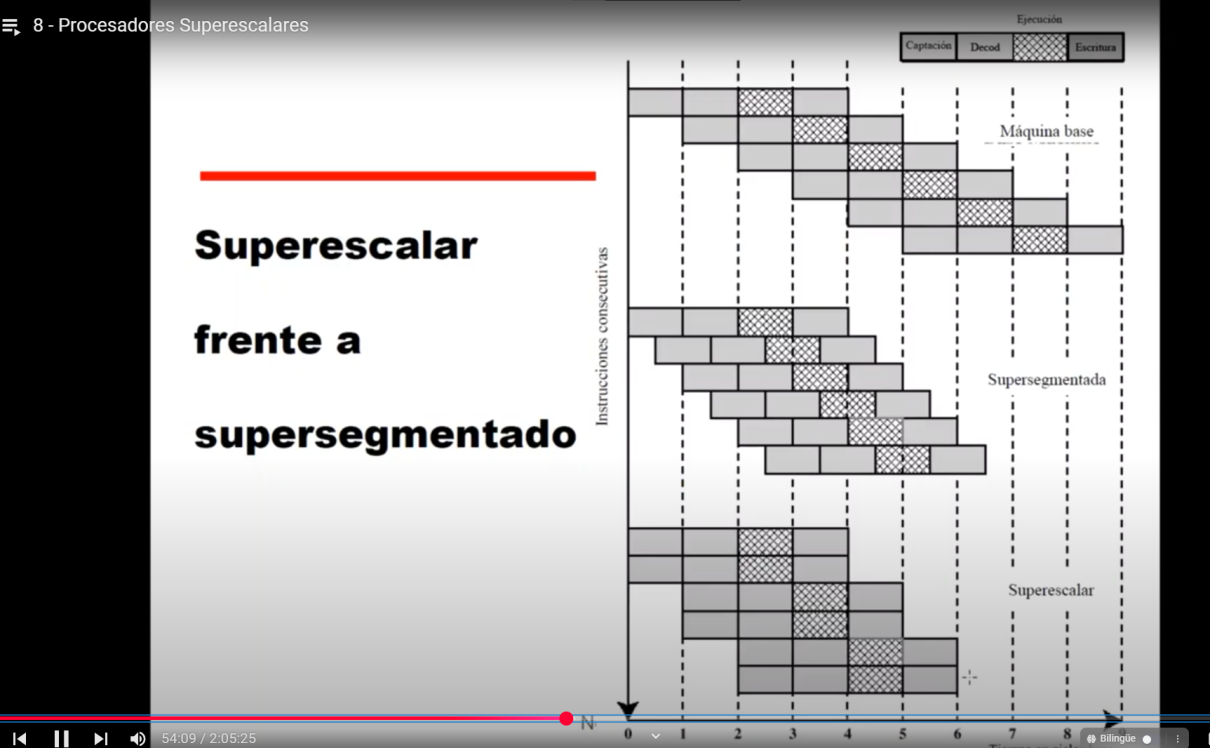 8 - Procesadores Superescalares
Ejecución
Captación Decod Escritura
Máquina base
Superescalar
frente a
supersegmentado
Instrucciones consecutivas
Supersegmentada
Superescalar
0 1 2 3 4 5 6 7 8
54:09 / 2:05:25
Bilingüe